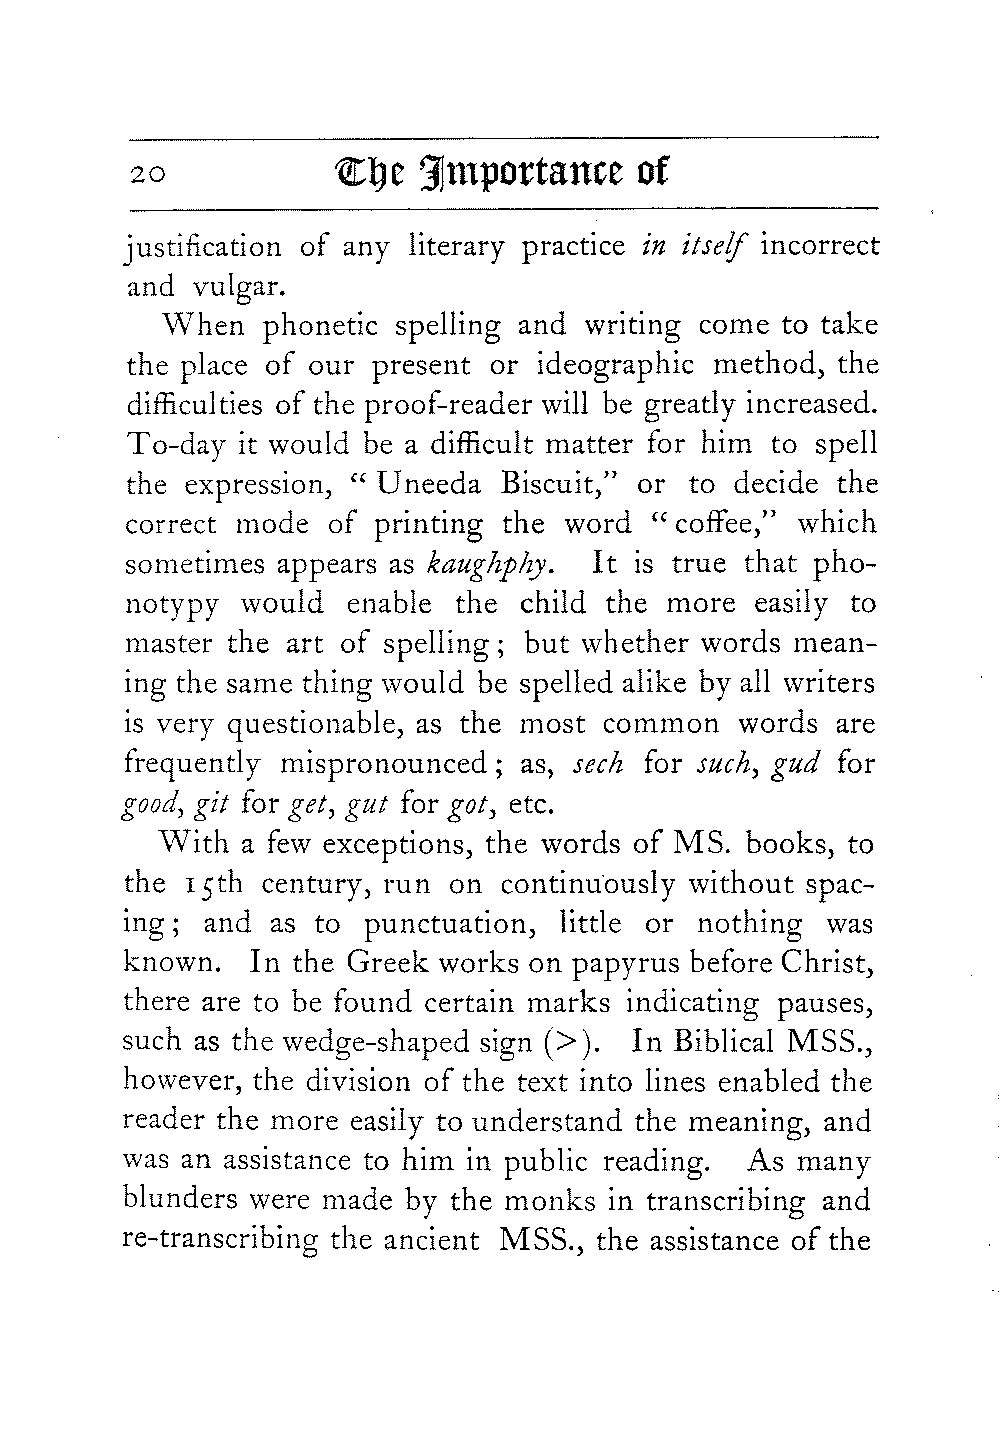 20 The Importance of
justification of any literary practice in itself incorrect
and vulgar.
When phonetic spelling and writing come to take
the place of our present or ideographic method, the
difficulties of the proof-reader will be greatly increased.
To-day it would be a difficult matter for him to spell
the expression, “ Uneeda Biscuit,” or to decide the
correct mode of printing the word “ coffee,” which
sometimes appears as kaughphy. It is true that pho-
notypy would enable the child the more easily to
master the art of spelling ; but whether words mean-
ing the same thing would be spelled alike by all writers
is very questionable, as the most common words are
frequently mispronounced ; as, sech for such, gud for
good, git for get, gut for got, etc.
With a few exceptions, the words of MS. books, to
the 15th century, run on continuously without spac-
ing ; and as to punctuation, little or nothing was
known. In the Greek works on papyrus before Christ,
there are to be found certain marks indicating pauses,
such as the wedge-shaped sign (>). In Biblical MSS.,
however, the division of the text into lines enabled the
reader the more easily to understand the meaning, and
was an assistance to him in public reading. As many
blunders were made by the monks in transcribing and
re-transcribing the ancient MSS., the assistance of the